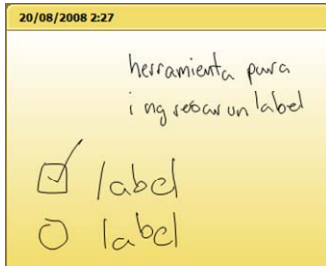 20/08/2008 2:27
herramienta para
ingresar un label
label
label